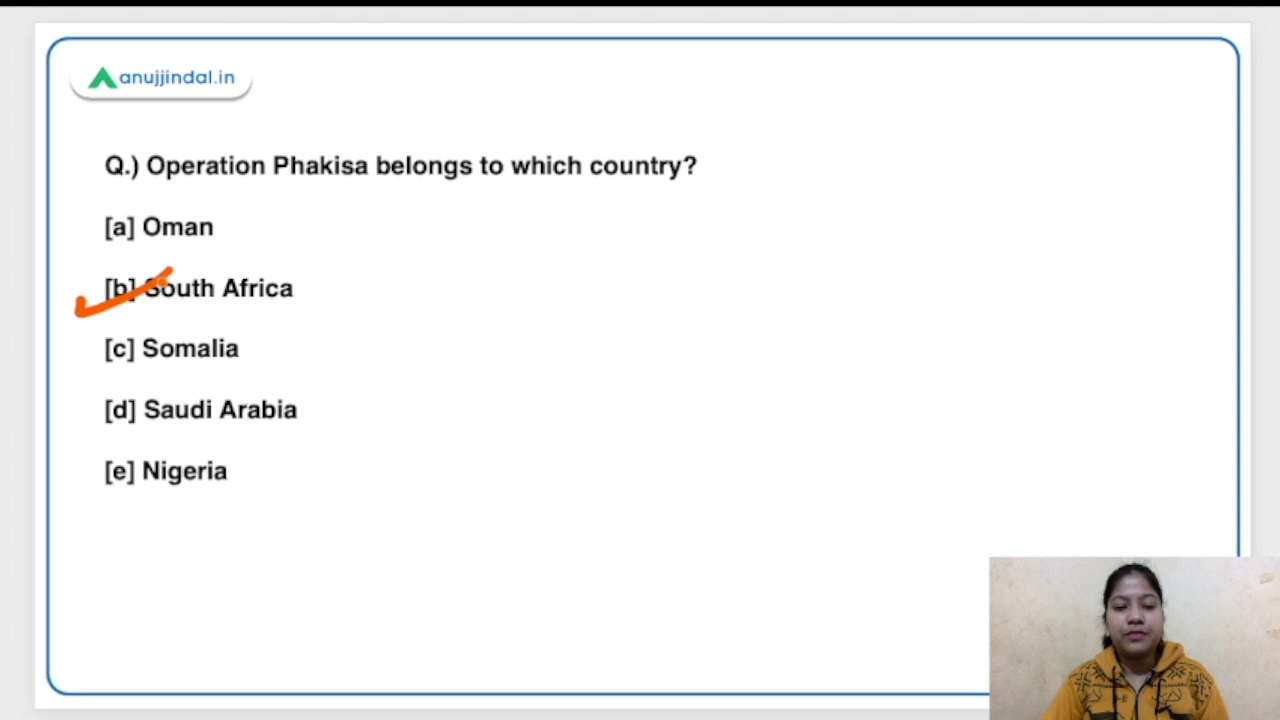 anujjindal.in
Q.) Operation Phakisa belongs to which country?
[a] Oman
[b] South Africa
[c] Somalia
[d] Saudi Arabia
[e] Nigeria